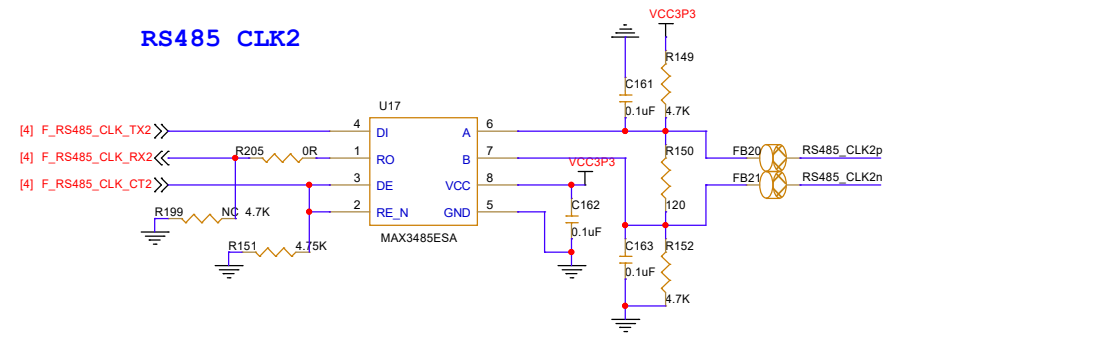 VCC3P3
RS485 CLK2
R149
C161
U17
0.1uF
4.7K
[4] F_RS485_CLK_TX2
4
DI
A
6
[4] F_RS485_CLK_RX2
R205
0R
1
RO
B
7
VCC3P3
R150
FB20
RS485_CLK2p
[4] F_RS485_CLK_CT2
3
DE
VCC
8
FB21
RS485_CLK2n
R199
NC
4.7K
2
RE_N
GND
5
C162
120
R151
4.75K
MAX3485ESA
0.1uF
C163
R152
0.1uF
4.7K